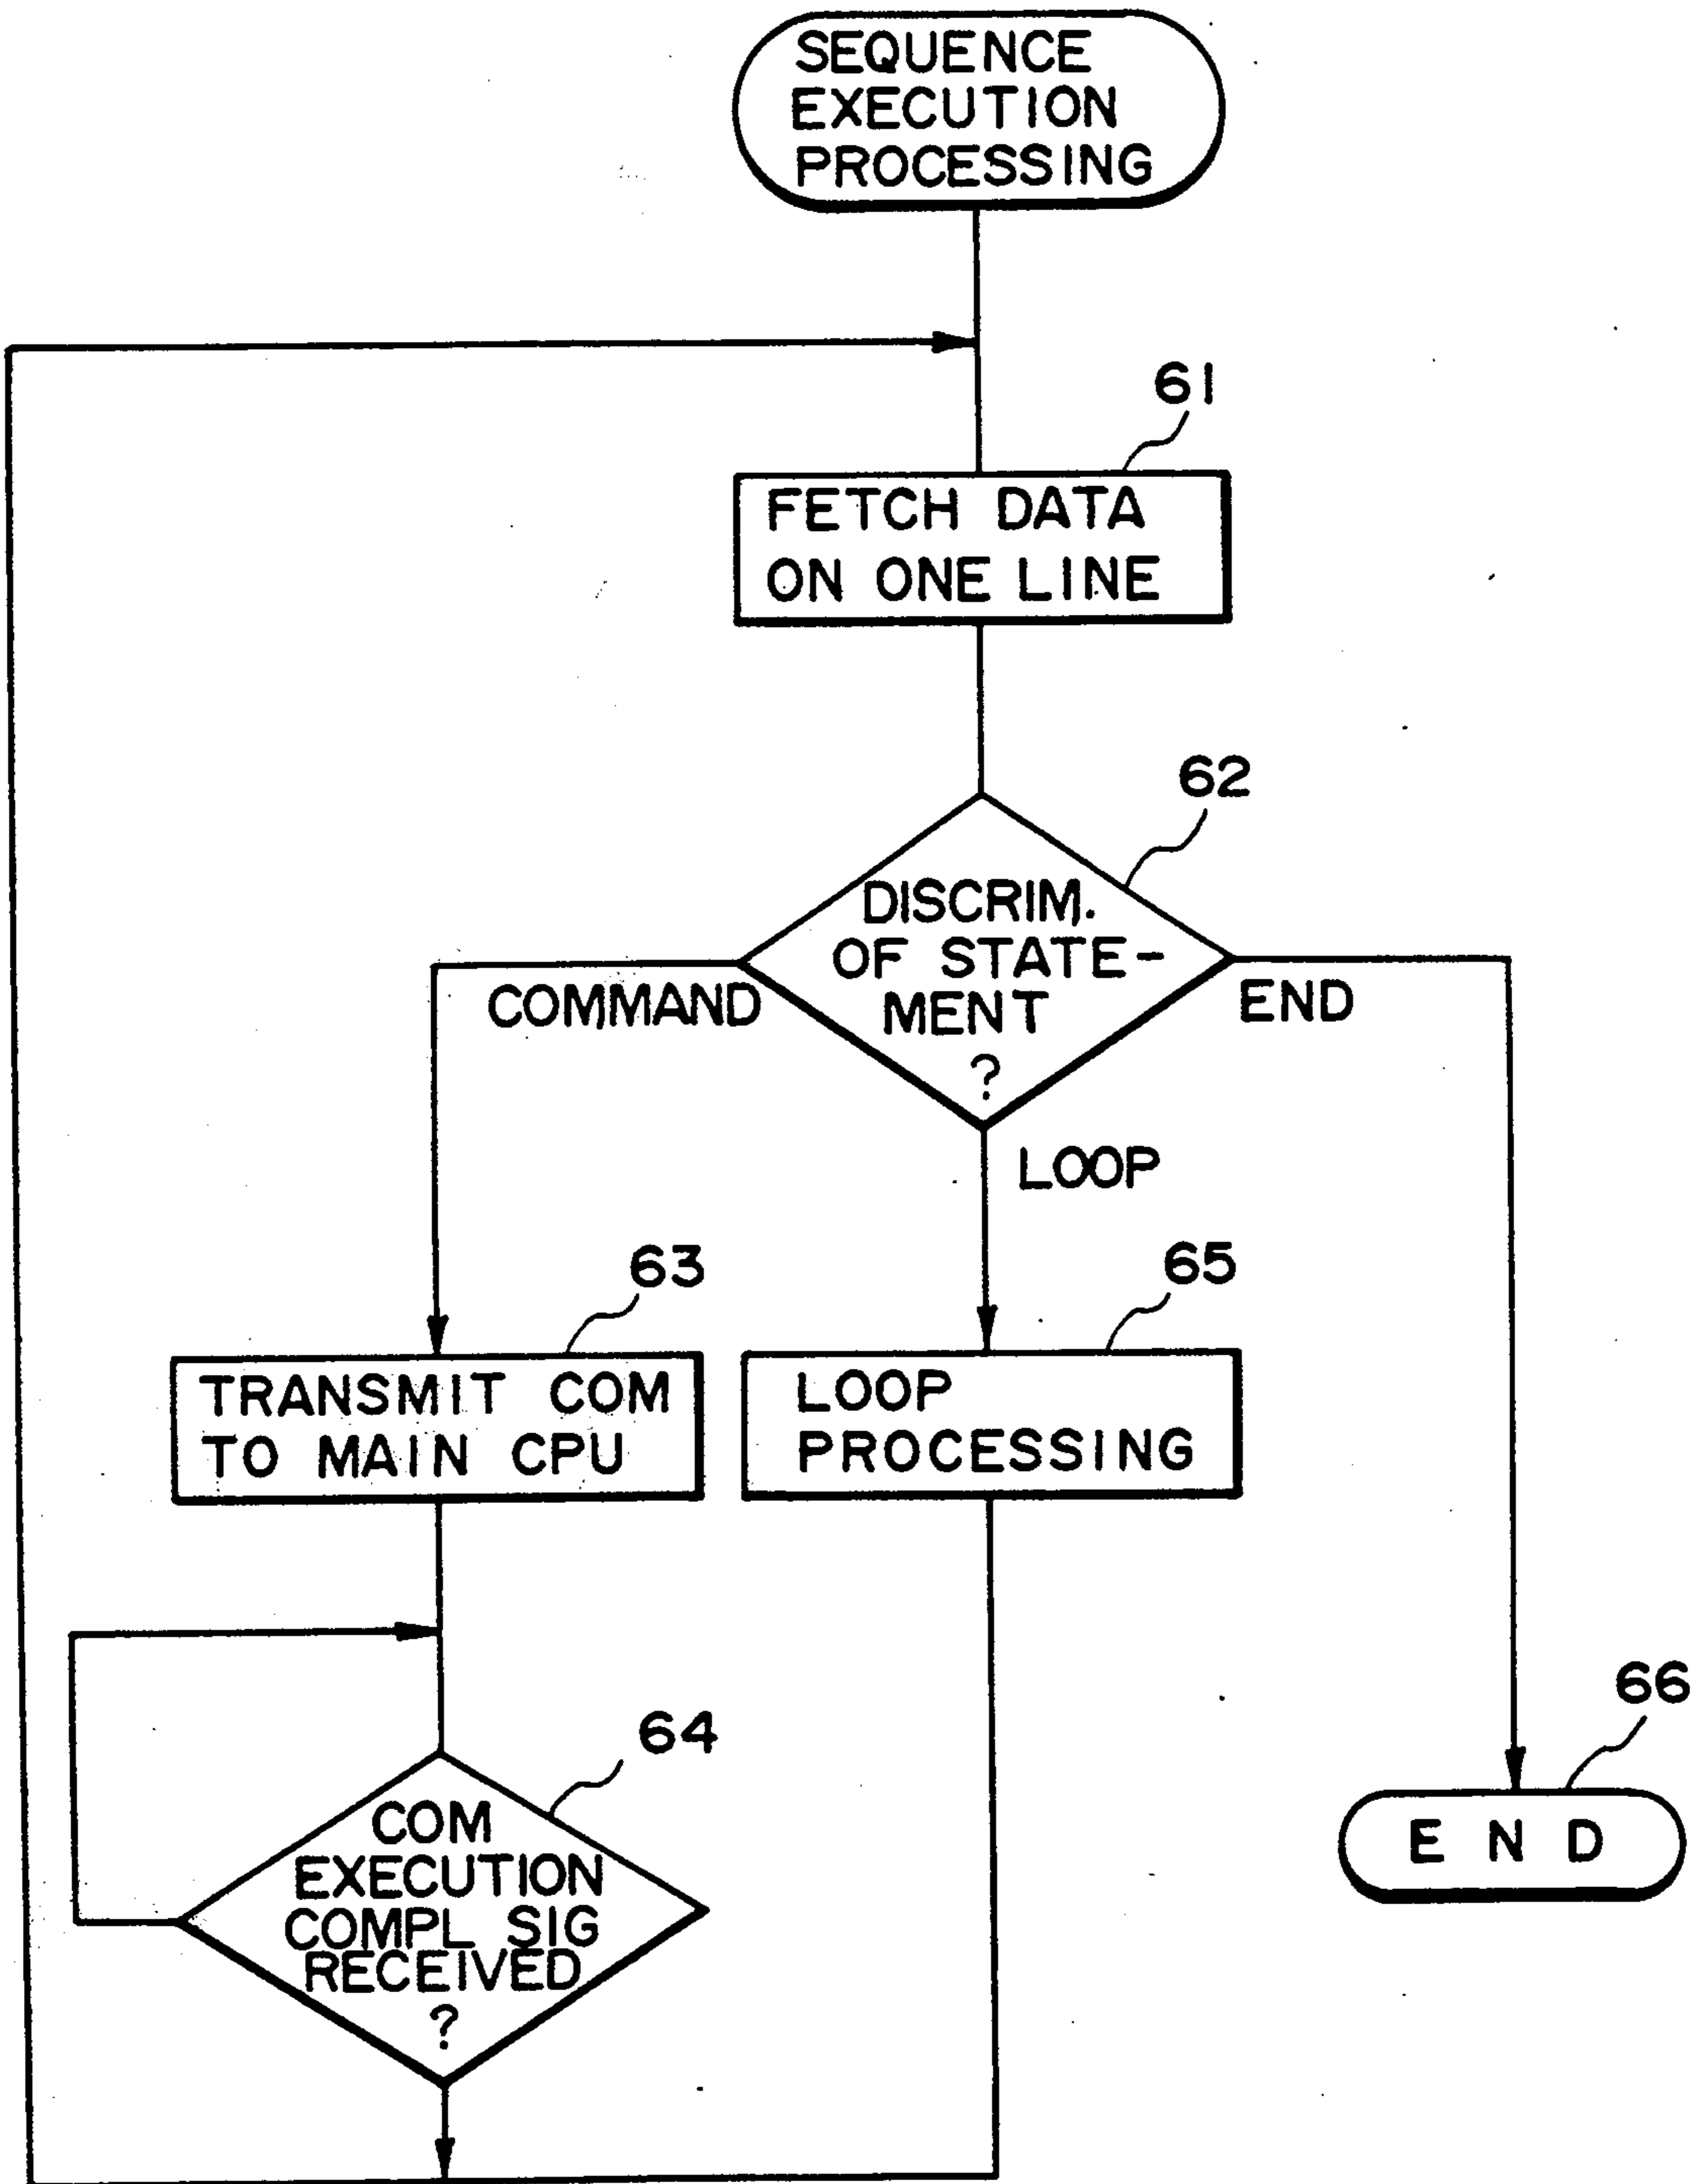 SEQUENCE
EXECUTION
PROCESSING
61
FETCH DATA
ON ONE LINE
62
DISCRIM.
OF STATE-
MENT
?
COMMAND
END
LOOP
63
TRANSMIT COM
TO MAIN CPU
65
LOOP
PROCESSING
64
COM
EXECUTION
COMPL SIG
RECEIVED
?
66
END